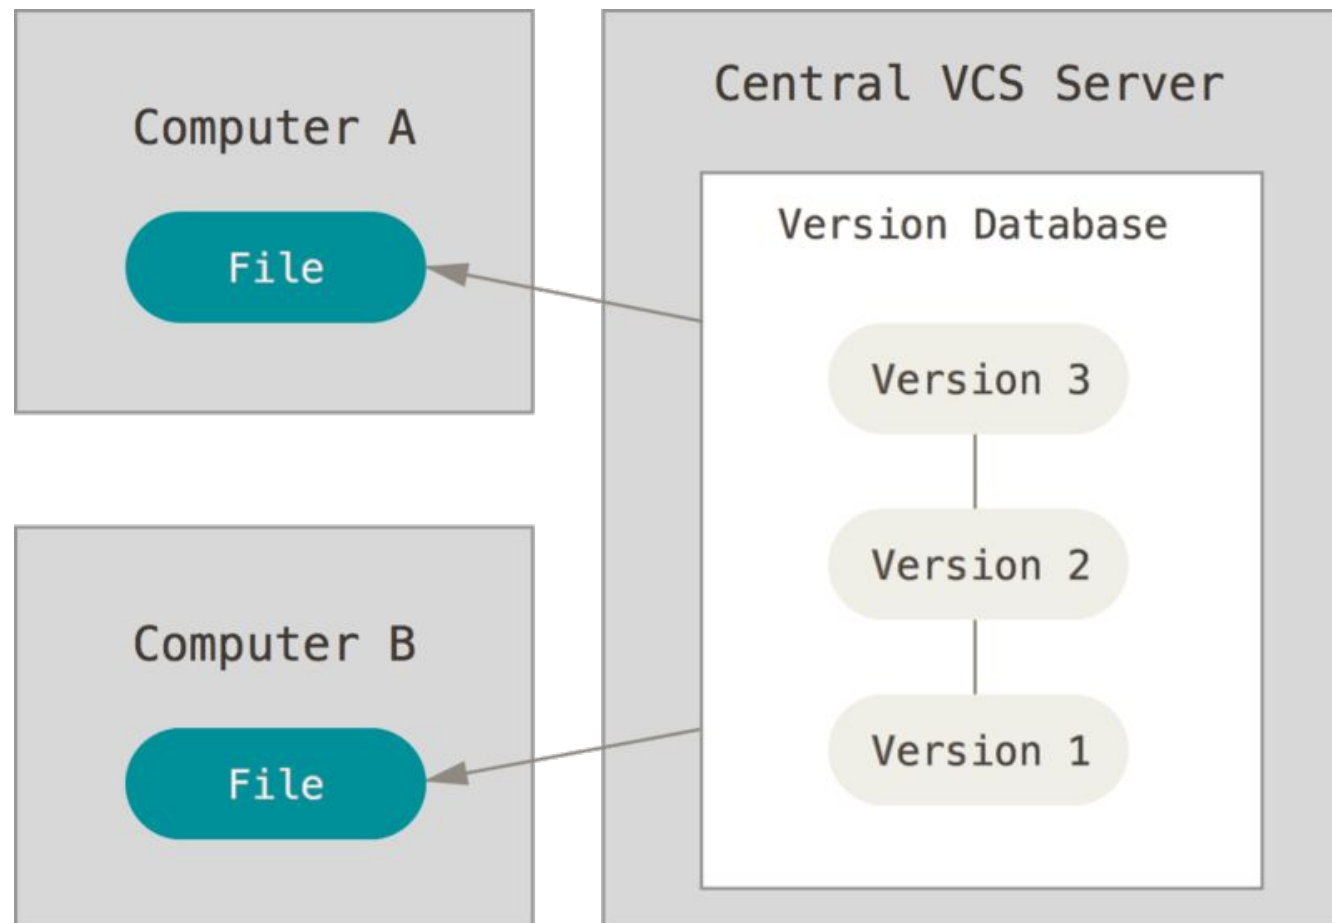 Computer A
File
Computer B
File
Central VCS Server
Version Database
Version 3
Version 2
Version 1